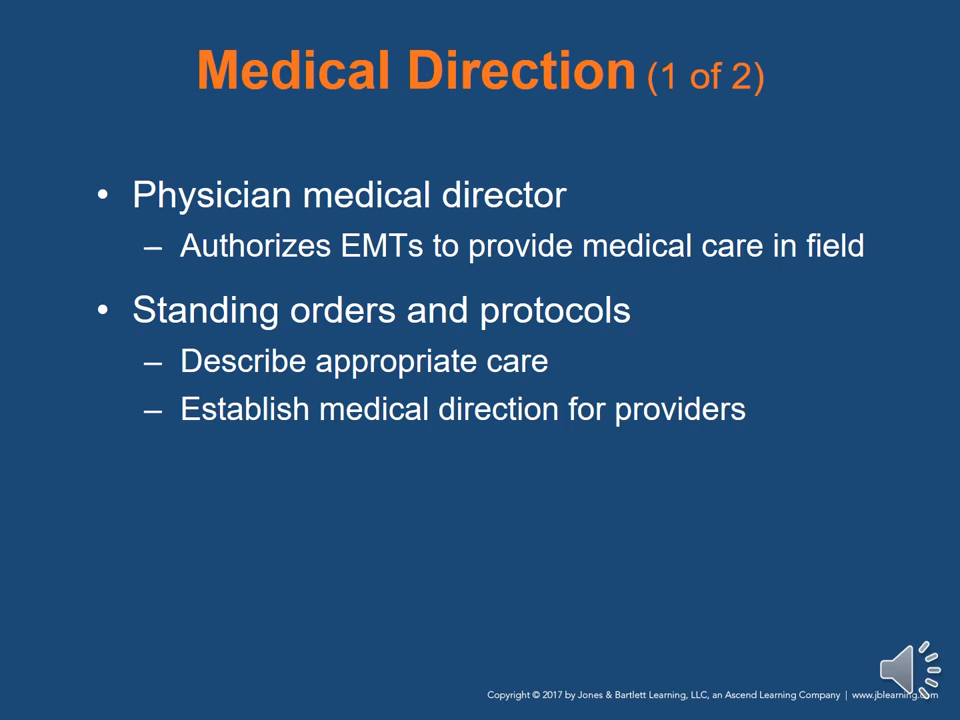 Medical Direction (1 of 2)
• Physician medical director
– Authorizes EMTs to provide medical care in field
• Standing orders and protocols
– Describe appropriate care
– Establish medical direction for providers
Copyright © 2017 by Jones & Bartlett Learning, LLC, an Ascend Learning Company | www.jblearning.com